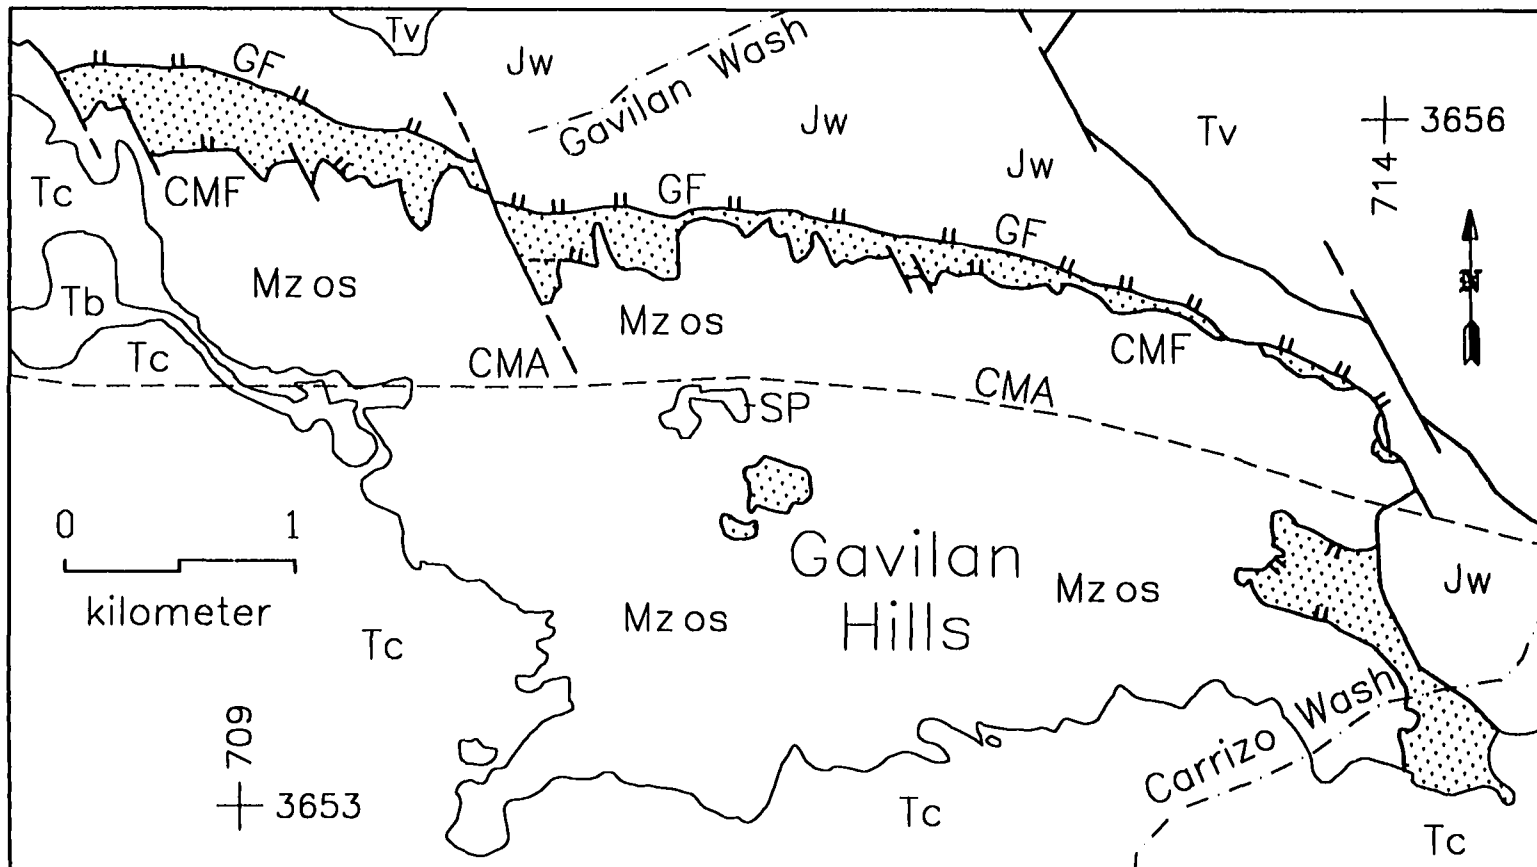 Tv
GF
Jw
Gavilan Wash
Jw
Jw
Tv
3656
714
Tc
CMF
GF
GF
N
Mz os
Mz os
Tb
Tc
CMA
CMF
CMA
SP
0 1
kilometer
Gavilan
Hills
Mz os
Mz os
Jw
Tc
Carrizo Wash
709
3653
Tc
Tc